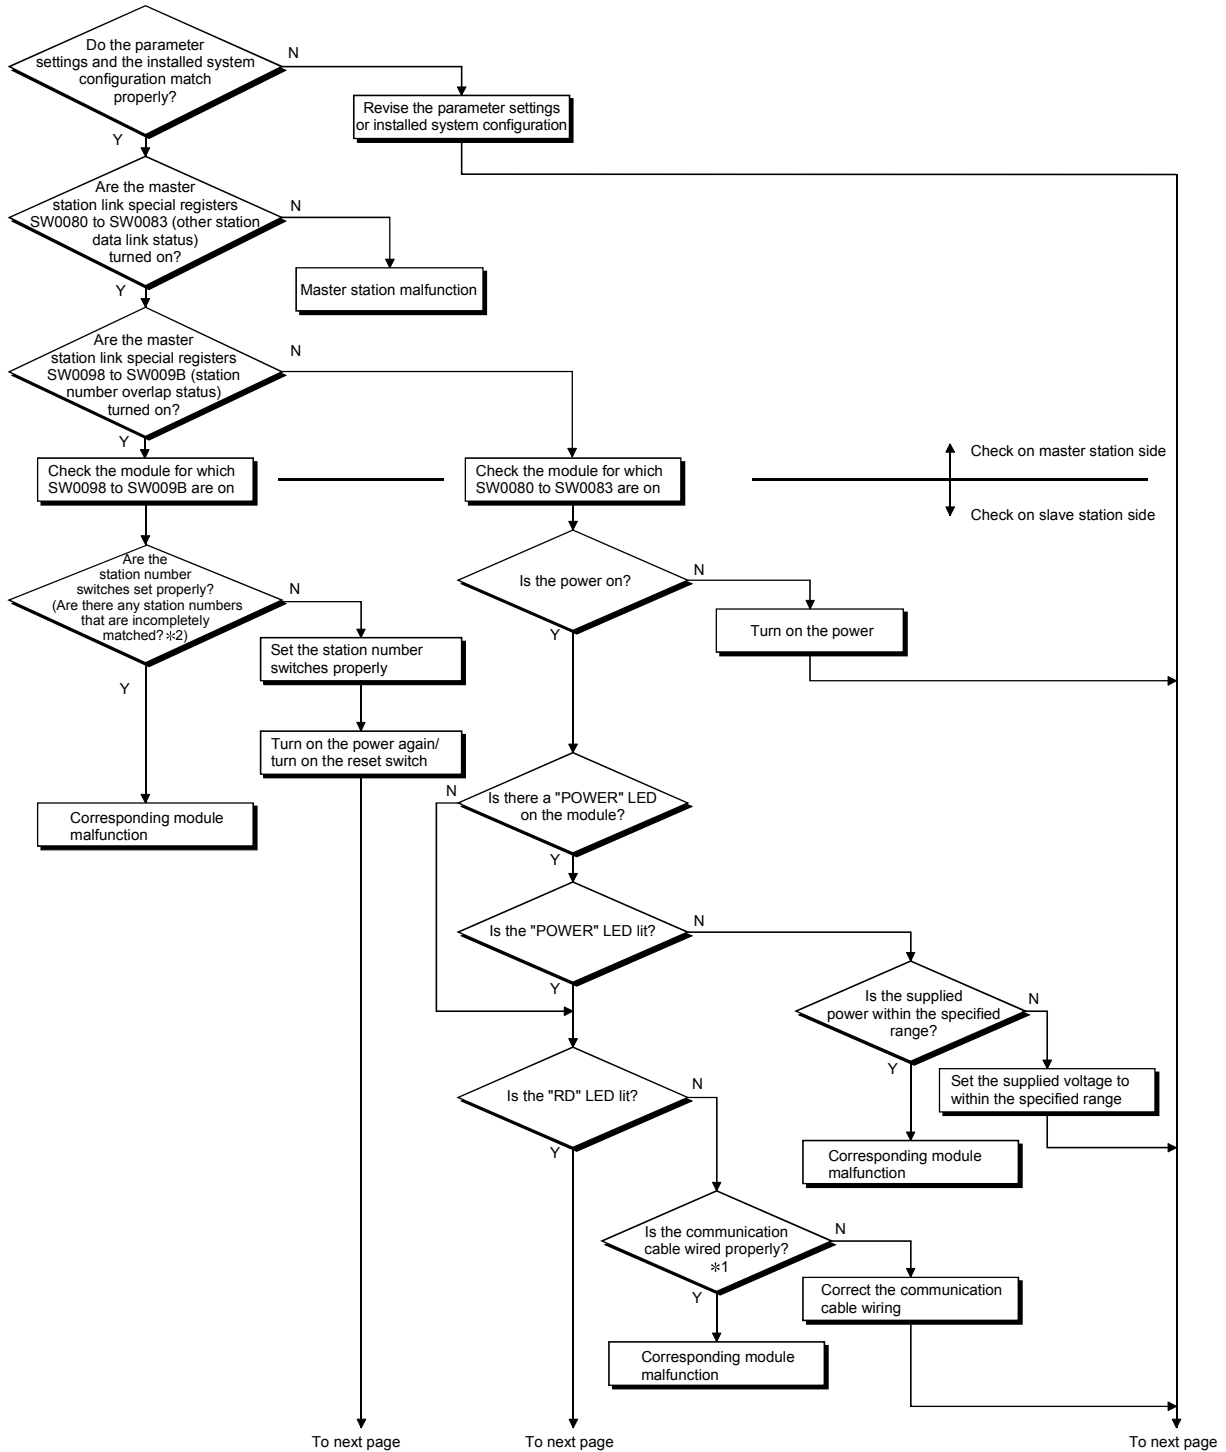 Do the parameter
settings and the installed system
configuration match
properly?
N
Revise the parameter settings
or installed system configuration
Y
Are the master
station link special registers
SW0080 to SW0083 (other station
data link status)
turned on?
N
Master station malfunction
Y
Are the master
station link special registers
SW0098 to SW009B (station
number overlap status)
turned on?
N
Y
Check the module for which
SW0098 to SW009B are on
Check the module for which
SW0080 to SW0083 are on
Check on master station side
Check on slave station side
Are the
station number
switches set properly?
(Are there any station numbers
that are incompletely
matched?*2)
N
Y
Set the station number
switches properly
Turn on the power again/
turn on the reset switch
Corresponding module
malfunction
Is the power on?
N
Y
Turn on the power
Is there a "POWER" LED
on the module?
N
Y
Is the "POWER" LED lit?
N
Y
Is the supplied
power within the specified
range?
N
Y
Set the supplied voltage to
within the specified range
Corresponding module
malfunction
Is the "RD" LED lit?
N
Y
Is the communication
cable wired properly?
*1
N
Y
Correct the communication
cable wiring
Corresponding module
malfunction
To next page
To next page
To next page